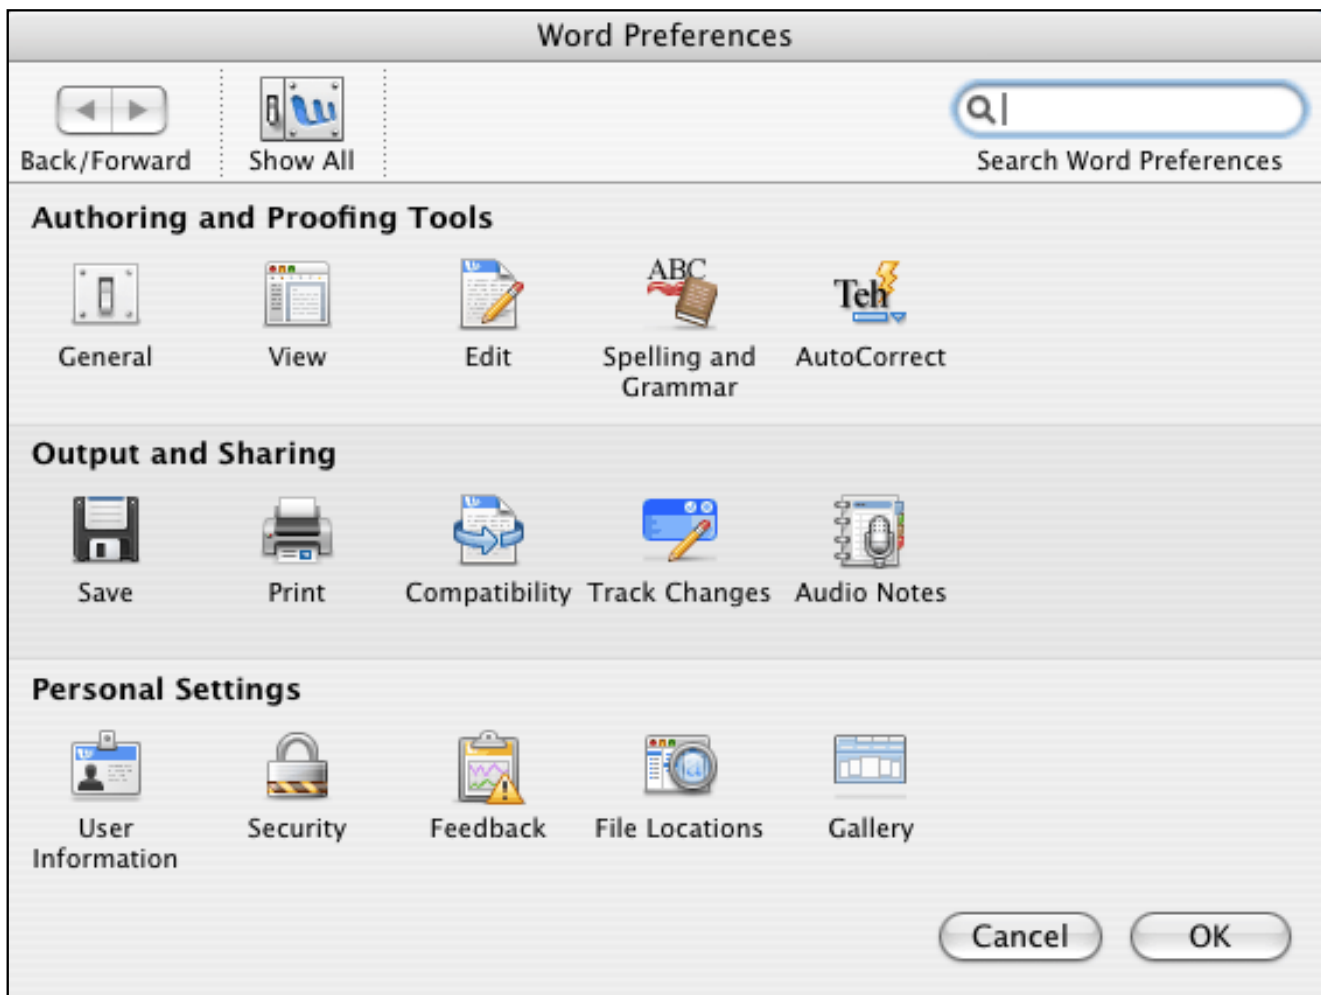 Word Preferences
Back/Forward
Show All
Search Word Preferences
Authoring and Proofing Tools
General
View
Edit
ABC
Spelling and
Grammar
Teh
AutoCorrect
Output and Sharing
Save
Print
Compatibility
Track Changes
Audio Notes
Personal Settings
User
Information
Security
Feedback
File Locations
Gallery
Cancel
OK